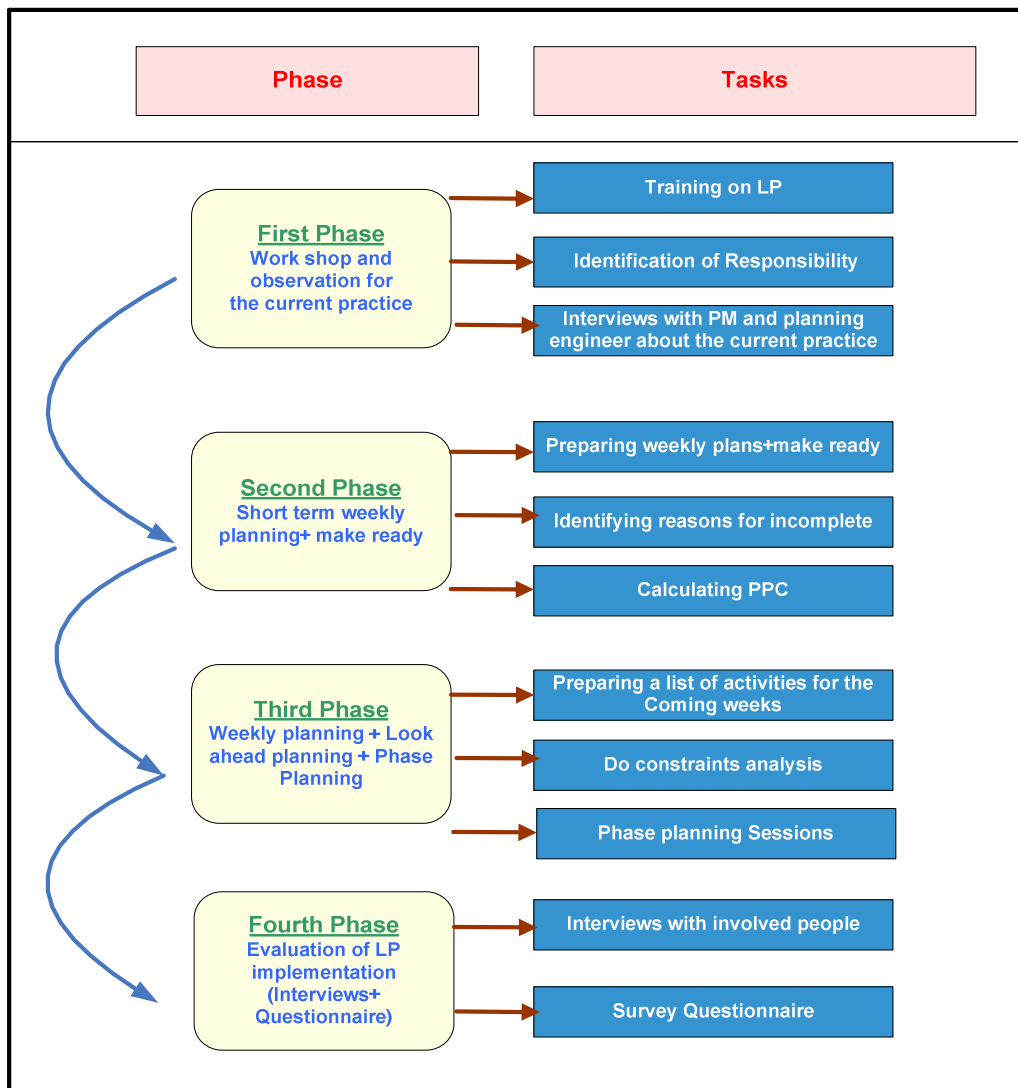 Phase
Tasks
First Phase
Work shop and
observation for
the current practice
Training on LP
Identification of Responsibility
Interviews with PM and planning
engineer about the current practice
Second Phase
Short term weekly
planning+ make ready
Preparing weekly plans+make ready
Identifying reasons for incomplete
Calculating PPC
Third Phase
Weekly planning + Look
ahead planning + Phase
Planning
Preparing a list of activities for the
Coming weeks
Do constraints analysis
Phase planning Sessions
Fourth Phase
Evaluation of LP
implementation
(Interviews+
Questionnaire)
Interviews with involved people
Survey Questionnaire